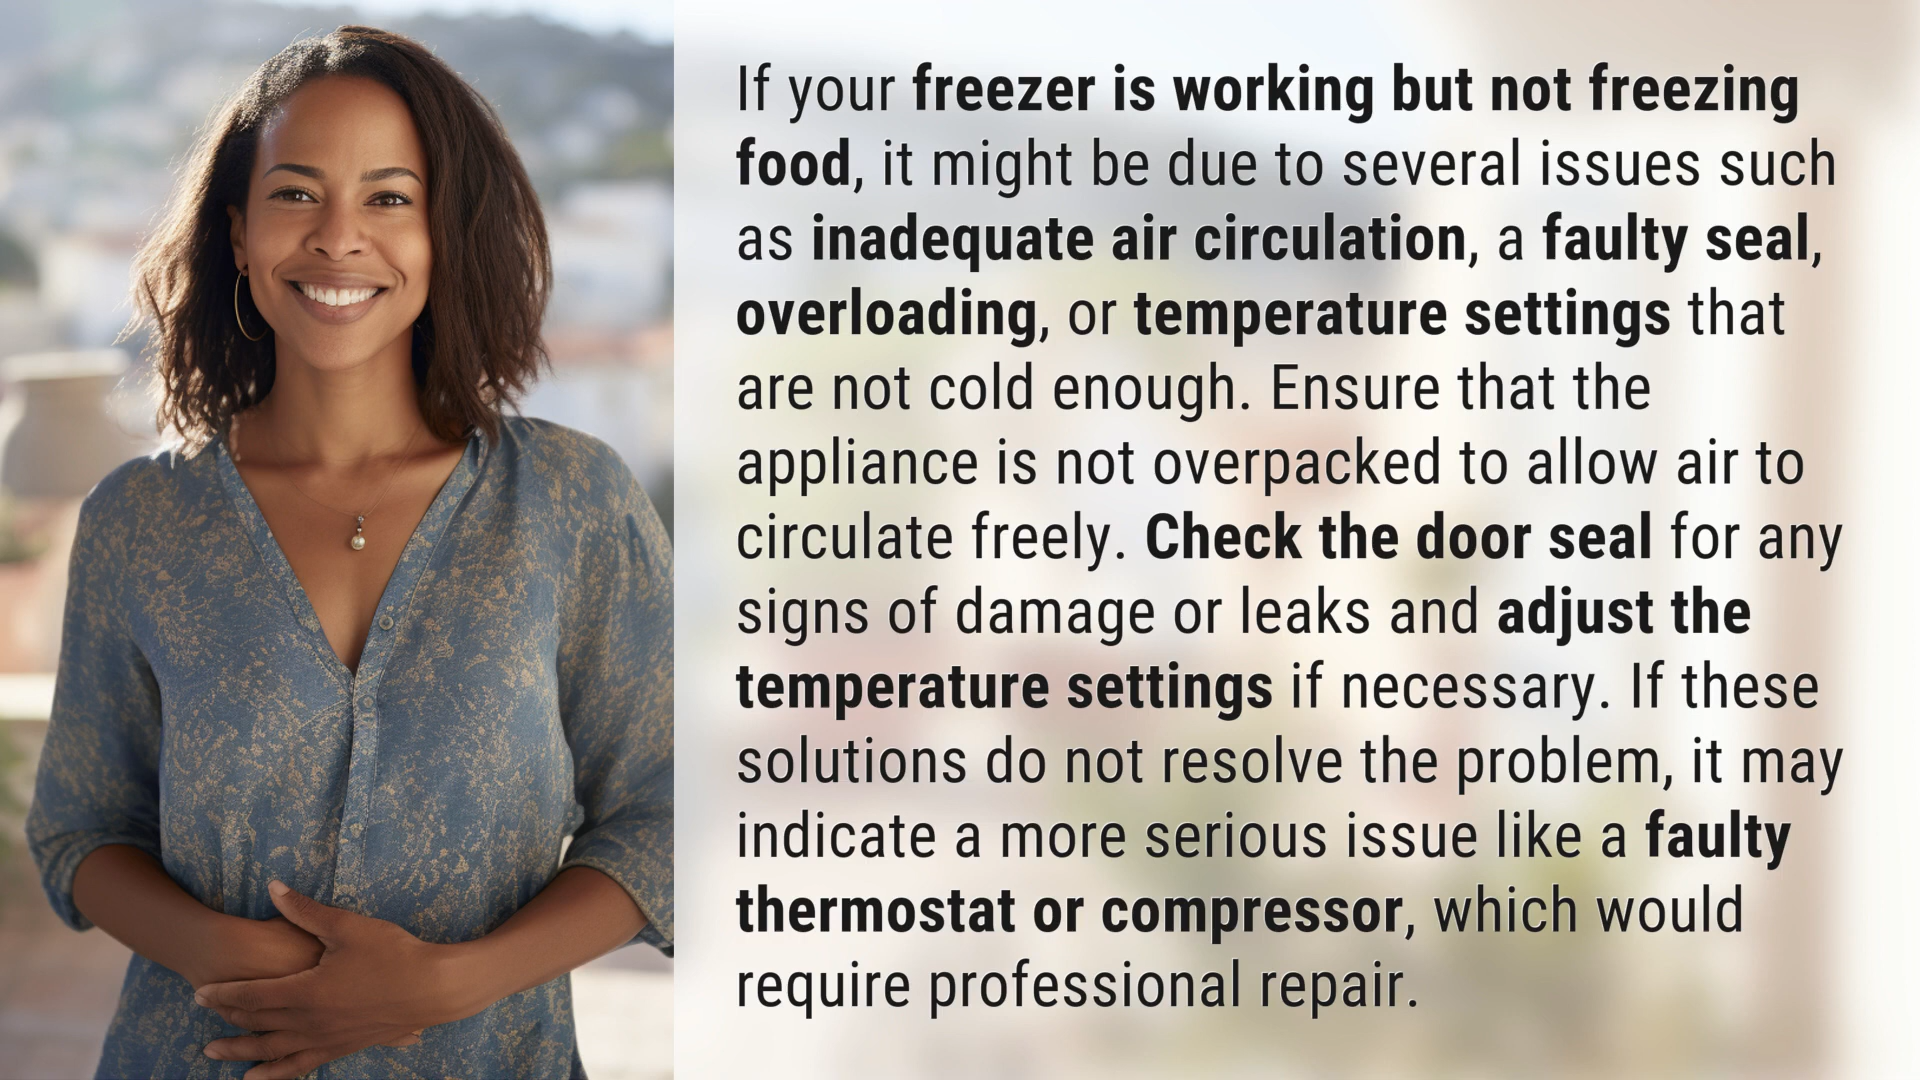 If your freezer is working but not freezing
food, it might be due to several issues such
as inadequate air circulation, a faulty seal,
overloading, or temperature settings that
are not cold enough. Ensure that the
appliance is not overpacked to allow air to
circulate freely. Check the door seal for any
signs of damage or leaks and adjust the
temperature settings if necessary. If these
solutions do not resolve the problem, it may
indicate a more serious issue like a faulty
thermostat or compressor, which would
require professional repair.